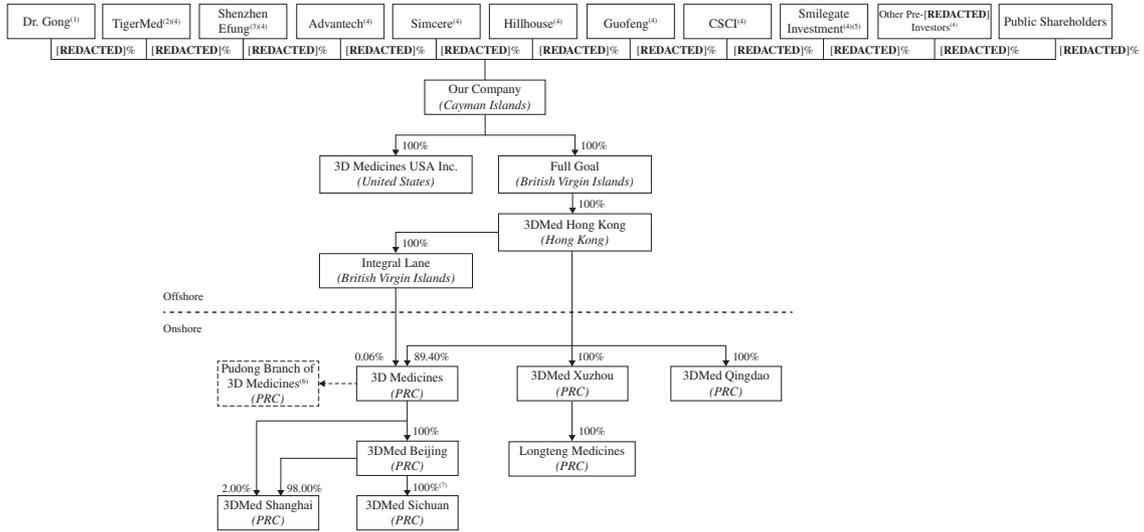 Dr. Gong(1)
TigerMed(2)(4)
Shenzhen
Efung(3)(4)
Advantech(4)
Simcere(4)
Hillhouse(4)
Guofeng(4)
CSCI(4)
Smilegate
Investment(4)(5)
Other Pre-[REDACTED]
Investors(4)
Public Shareholders
[REDACTED]%
[REDACTED]%
[REDACTED]%
[REDACTED]%
[REDACTED]%
[REDACTED]%
[REDACTED]%
[REDACTED]%
[REDACTED]%
[REDACTED]%
[REDACTED]%
Our Company
(Cayman Islands)
100%
100%
3D Medicines USA Inc.
(United States)
Full Goal
(British Virgin Islands)
100%
3DMed Hong Kong
(Hong Kong)
100%
Integral Lane
(British Virgin Islands)
Offshore
Onshore
0.06%
89.40%
100%
100%
Pudong Branch of
3D Medicines(6)
(PRC)
3D Medicines
(PRC)
3DMed Xuzhou
(PRC)
3DMed Qingdao
(PRC)
100%
100%
3DMed Beijing
(PRC)
Longteng Medicines
(PRC)
2.00%
98.00%
100%(7)
3DMed Shanghai
(PRC)
3DMed Sichuan
(PRC)